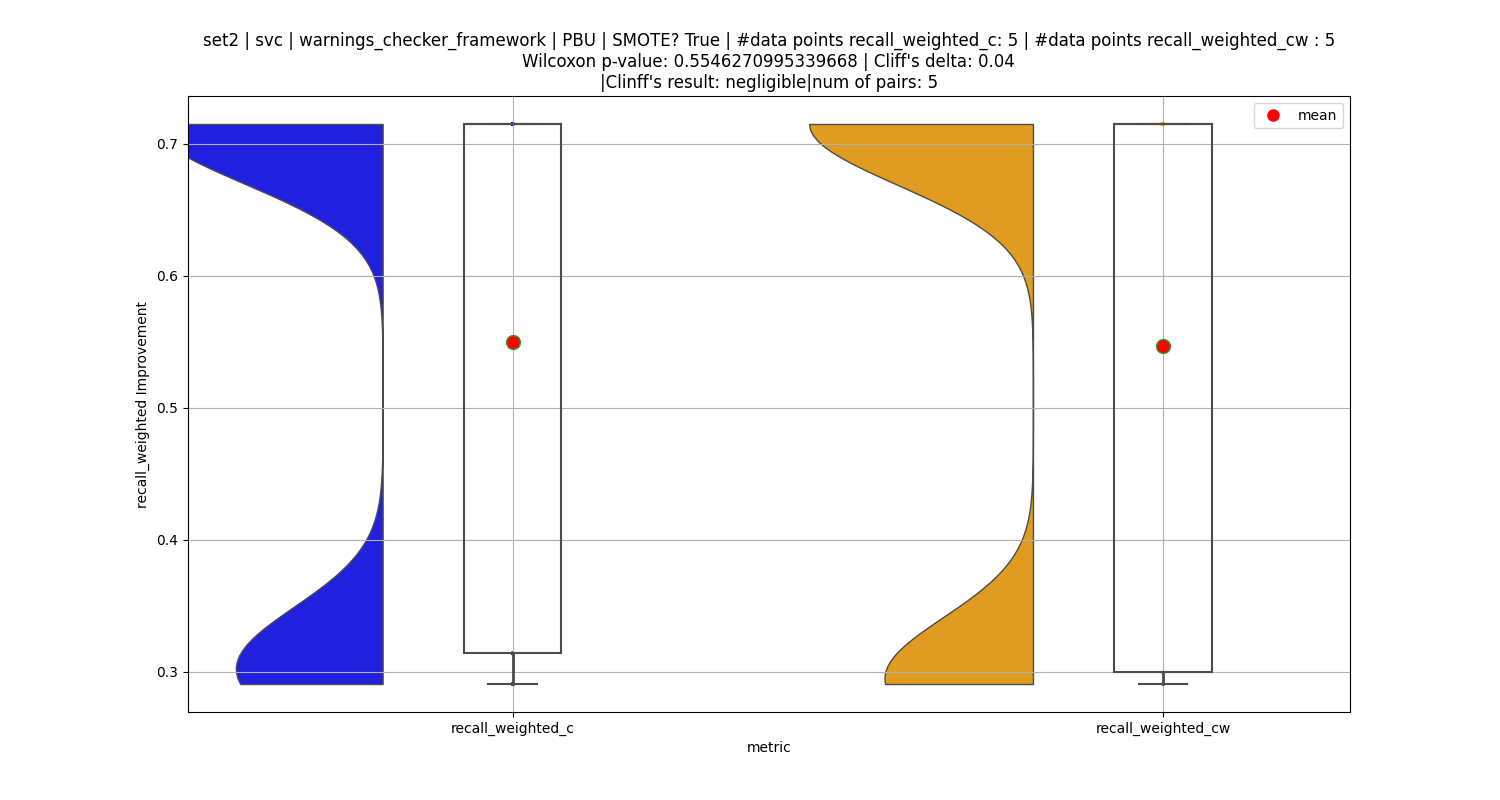 set2 | svc | warnings_checker_framework | PBU | SMOTE? True | #data points recall_weighted_c: 5 | #data points recall_weighted_cw : 5
Wilcoxon p-value: 0.5546270995339668 | Cliff's delta: 0.04
|Clinff's result: negligible|num of pairs: 5
mean
0.7
0.6
0.5
0.4
0.3
recall_weighted Improvement
recall_weighted_c
recall_weighted_cw
metric